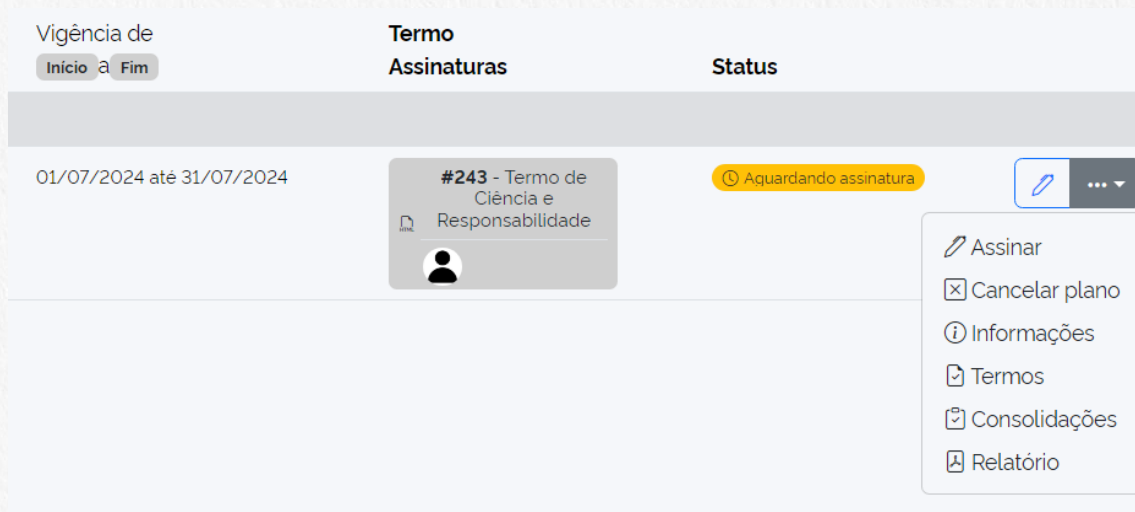 Vigência de
Início a Fim
Termo
Assinaturas
Status
01/07/2024 até 31/07/2024
#243 - Termo de
Ciência e
Responsabilidade
HTML
Aguardando assinatura
...
Assinar
Cancelar plano
Informações
Termos
Consolidações
Relatório